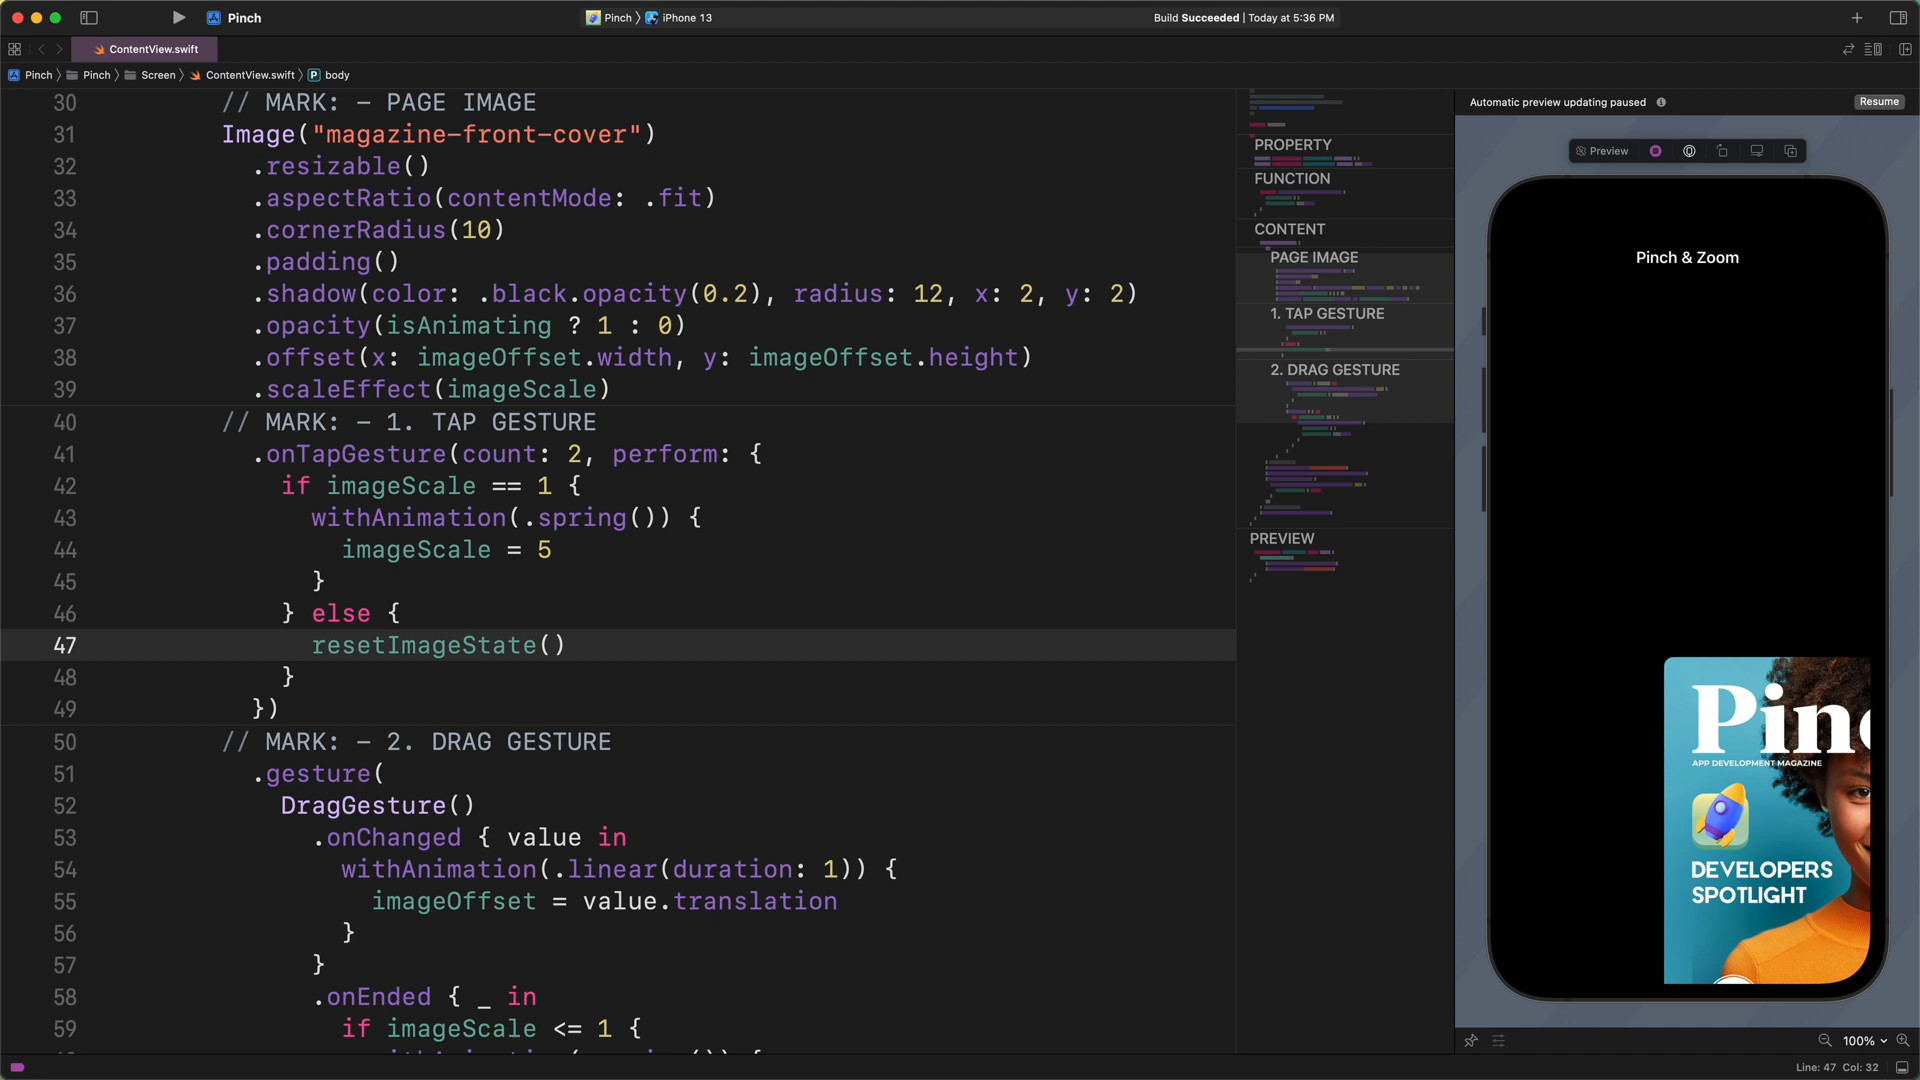 Pinch
Pinch 〉 iPhone 13
Build Succeeded | Today at 5:36 PM
ContentView.swift
Pinch 〉 Pinch 〉 Screen 〉 ContentView.swift 〉 P body
30 // MARK: – PAGE IMAGE
31 Image("magazine-front-cover")
32 .resizable()
33 .aspectRatio(contentMode: .fit)
34 .cornerRadius(10)
35 .padding()
36 .shadow(color: .black.opacity(0.2), radius: 12, x: 2, y: 2)
37 .opacity(isAnimating ? 1 : 0)
38 .offset(x: imageOffset.width, y: imageOffset.height)
39 .scaleEffect(imageScale)
40 // MARK: – 1. TAP GESTURE
41 .onTapGesture(count: 2, perform: {
42 if imageScale == 1 {
43 withAnimation(.spring()) {
44 imageScale = 5
45 }
46 } else {
47 resetImageState()
48 }
49 })
50 // MARK: – 2. DRAG GESTURE
51 .gesture(
52 DragGesture()
53 .onChanged { value in
54 withAnimation(.linear(duration: 1)) {
55 imageOffset = value.translation
56 }
57 }
58 .onEnded { _ in
59 if imageScale <= 1 {
PROPERTY
FUNCTION
CONTENT
PAGE IMAGE
1. TAP GESTURE
2. DRAG GESTURE
PREVIEW
Automatic preview updating paused
Resume
Preview
Pinch & Zoom
Pinc
APP DEVELOPMENT MAGAZINE
DEVELOPERS
SPOTLIGHT
100%
Line: 47 Col: 32